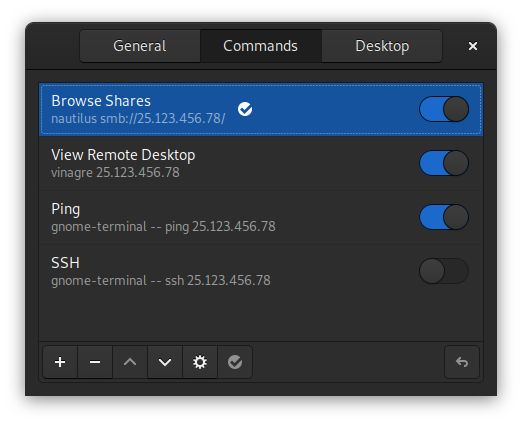 General Commands Desktop
Browse Shares
nautilus smb://25.123.456.78/
View Remote Desktop
vinagre 25.123.456.78
Ping
gnome-terminal -- ping 25.123.456.78
SSH
gnome-terminal -- ssh 25.123.456.78